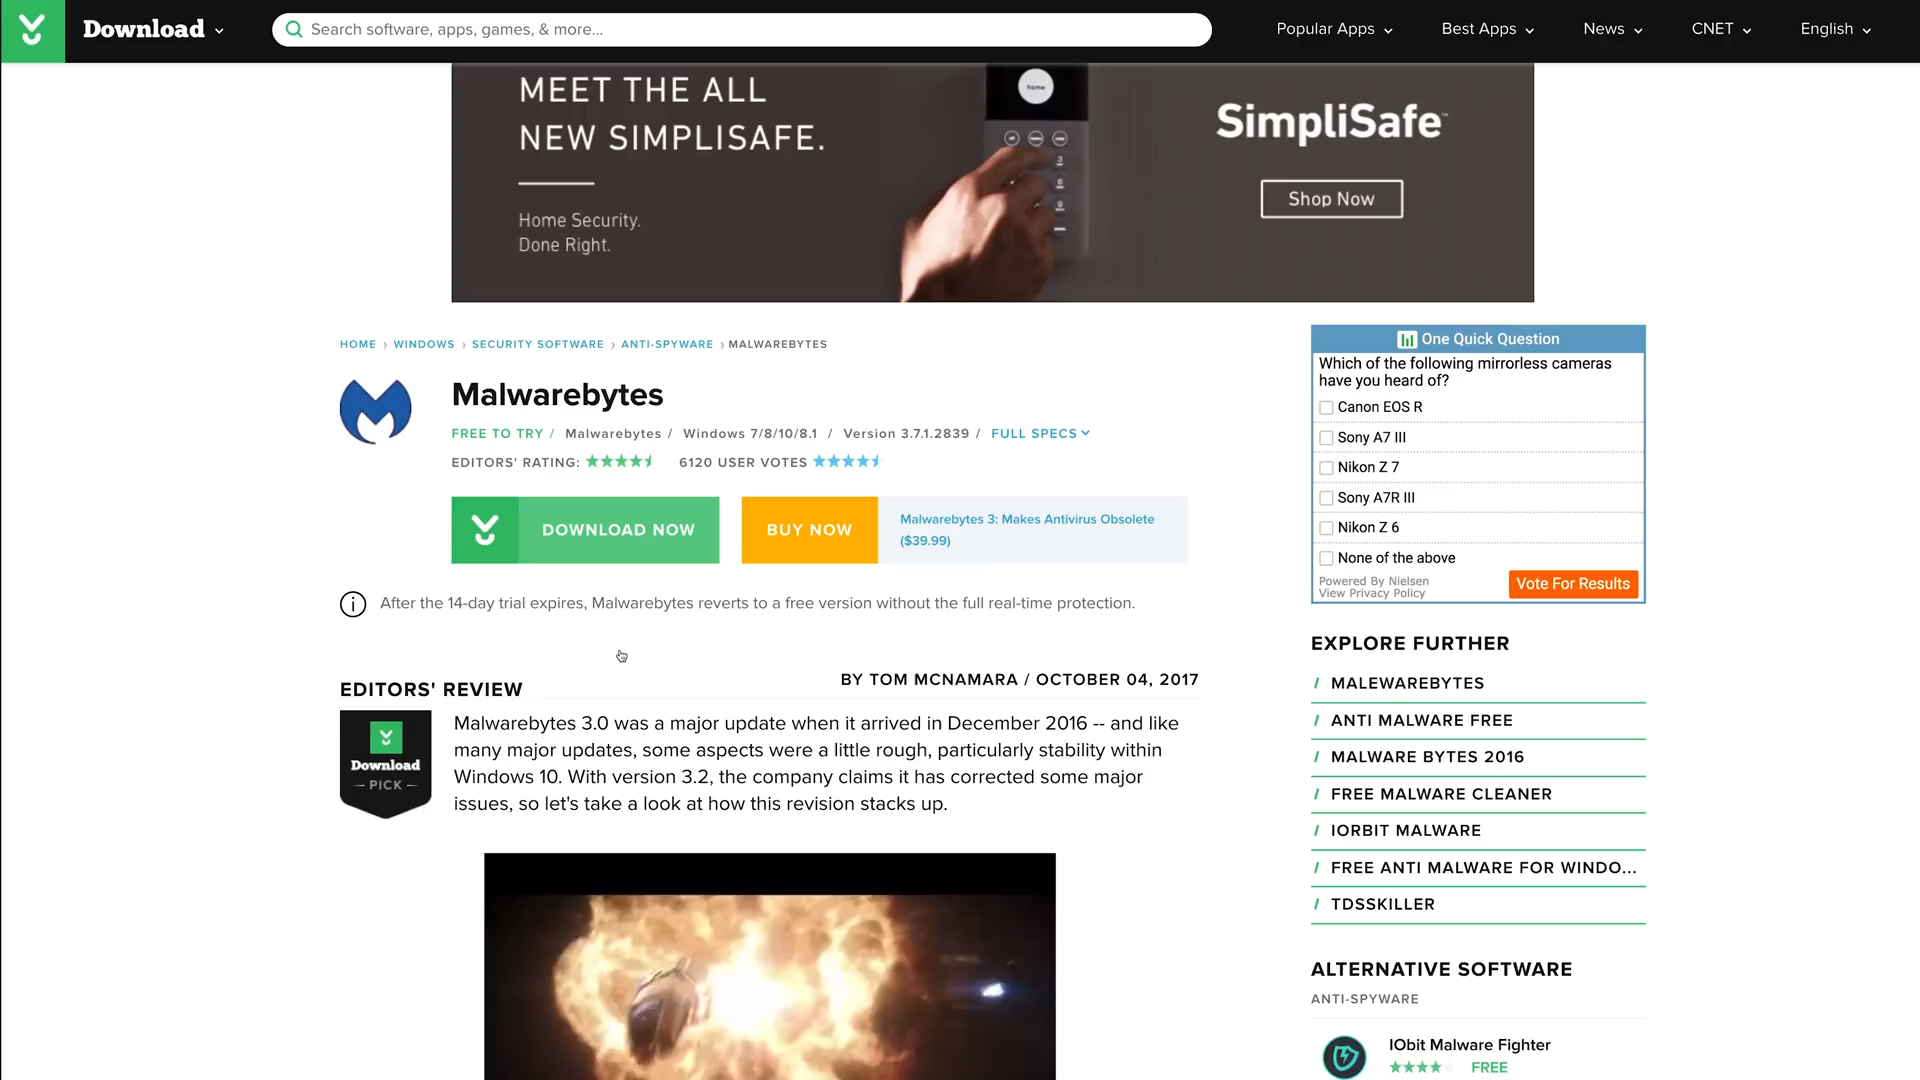 Download
Search software, apps, games, & more...
Popular Apps
Best Apps
News
CNET
English
MEET THE ALL
NEW SIMPLISAFE.
Home Security.
Done Right.
home
SimpliSafe
Shop Now
HOME › WINDOWS › SECURITY SOFTWARE › ANTI-SPYWARE › MALWAREBYTES
Malwarebytes
FREE TO TRY / Malwarebytes / Windows 7/8/10/8.1 / Version 3.7.1.2839 / FULL SPECS
EDITORS' RATING: 6120 USER VOTES
DOWNLOAD NOW
BUY NOW
Malwarebytes 3: Makes Antivirus Obsolete
($39.99)
After the 14-day trial expires, Malwarebytes reverts to a free version without the full real-time protection.
EDITORS' REVIEW
BY TOM MCNAMARA / OCTOBER 04, 2017
Download
PICK
Malwarebytes 3.0 was a major update when it arrived in December 2016 -- and like
many major updates, some aspects were a little rough, particularly stability within
Windows 10. With version 3.2, the company claims it has corrected some major
issues, so let's take a look at how this revision stacks up.
One Quick Question
Which of the following mirrorless cameras
have you heard of?
Canon EOS R
Sony A7 III
Nikon Z 7
Sony A7R III
Nikon Z 6
None of the above
Powered By Nielsen
View Privacy Policy
Vote For Results
EXPLORE FURTHER
/ MALEWAREBYTES
/ ANTI MALWARE FREE
/ MALWARE BYTES 2016
/ FREE MALWARE CLEANER
/ IORBIT MALWARE
/ FREE ANTI MALWARE FOR WINDO...
/ TDSSKILLER
ALTERNATIVE SOFTWARE
ANTI-SPYWARE
IObit Malware Fighter
FREE